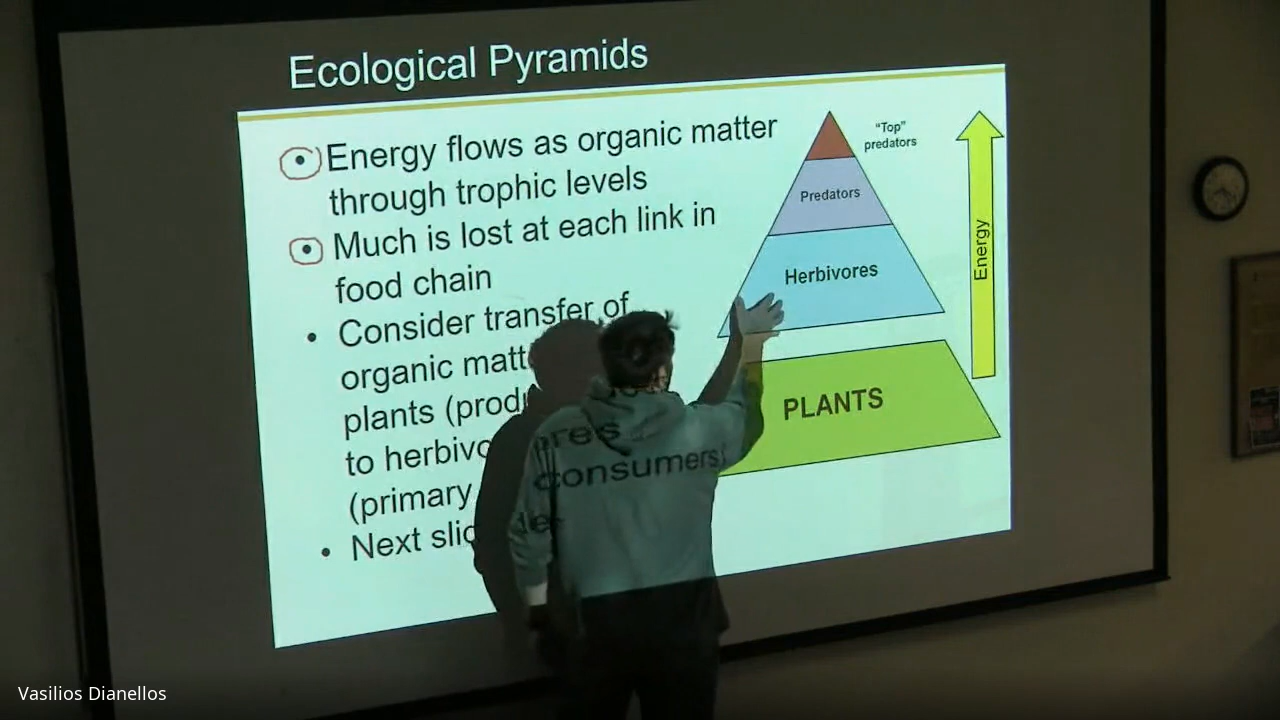 Ecological Pyramids
Energy flows as organic matter
through trophic levels
Much is lost at each link in
food chain
• Consider transfer of
organic matt
plants (prod
to herbivores
(primary consumers)
• Next slide
"Top"
predators
Predators
Herbivores
PLANTS
Energy
Vasilios Dianellos